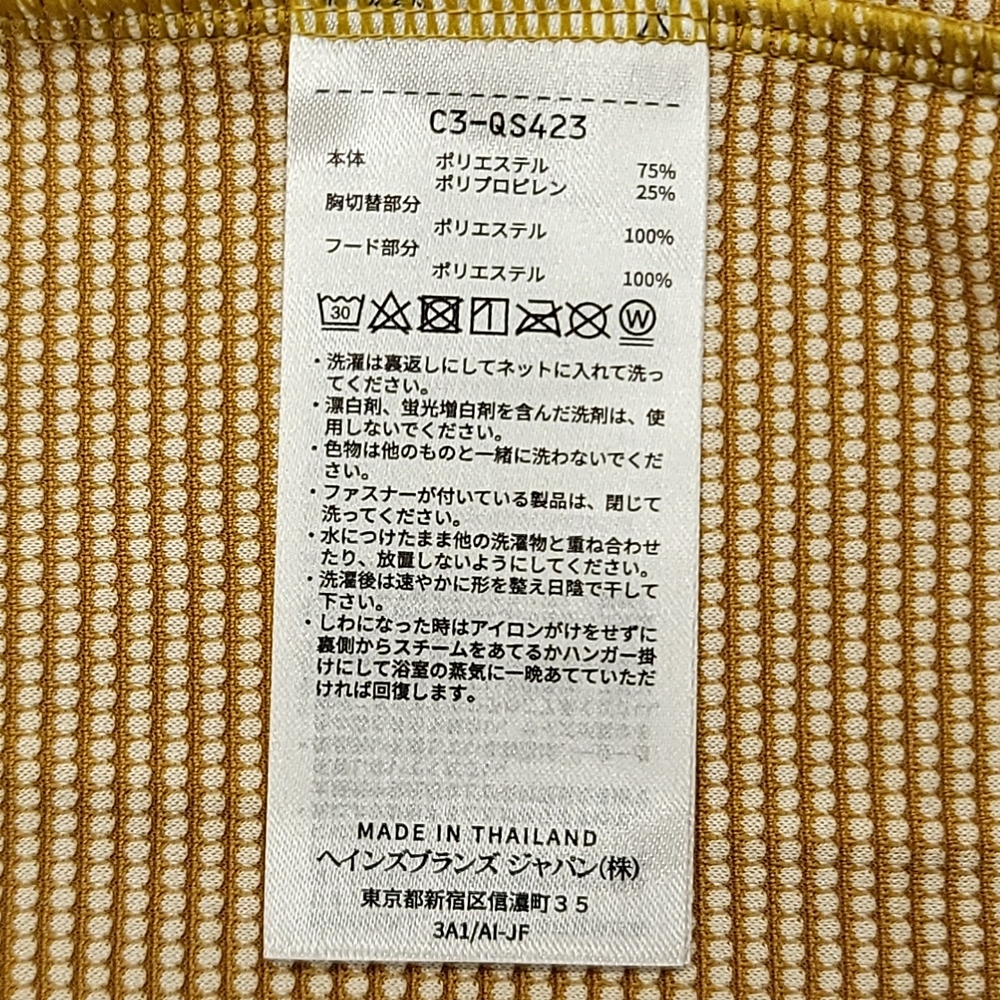 C3-QS423
本体 ポリエステル 75%
ポリプロピレン 25%
胸切替部分
ポリエステル 100%
フード部分
ポリエステル 100%
30 W
・洗濯は裏返しにしてネットに入れて洗っ
てください。
・漂白剤、蛍光増白剤を含んだ洗剤は、使
用しないでください。
・色物は他のものと一緒に洗わないでくだ
さい。
・ファスナーが付いている製品は、閉じて
洗ってください。
・水につけたまま他の洗濯物と重ね合わせ
たり、放置しないようにしてください。
・洗濯後は速やかに形を整え日陰で干して
下さい。
・しわになった時はアイロンがけをせずに
裏側からスチームをあてるかハンガー掛
けにして浴室の蒸気に一晩あてていただ
ければ回復します。
MADE IN THAILAND
ヘインズブランズ ジャパン(株)
東京都新宿区信濃町35
3A1/AI-JF